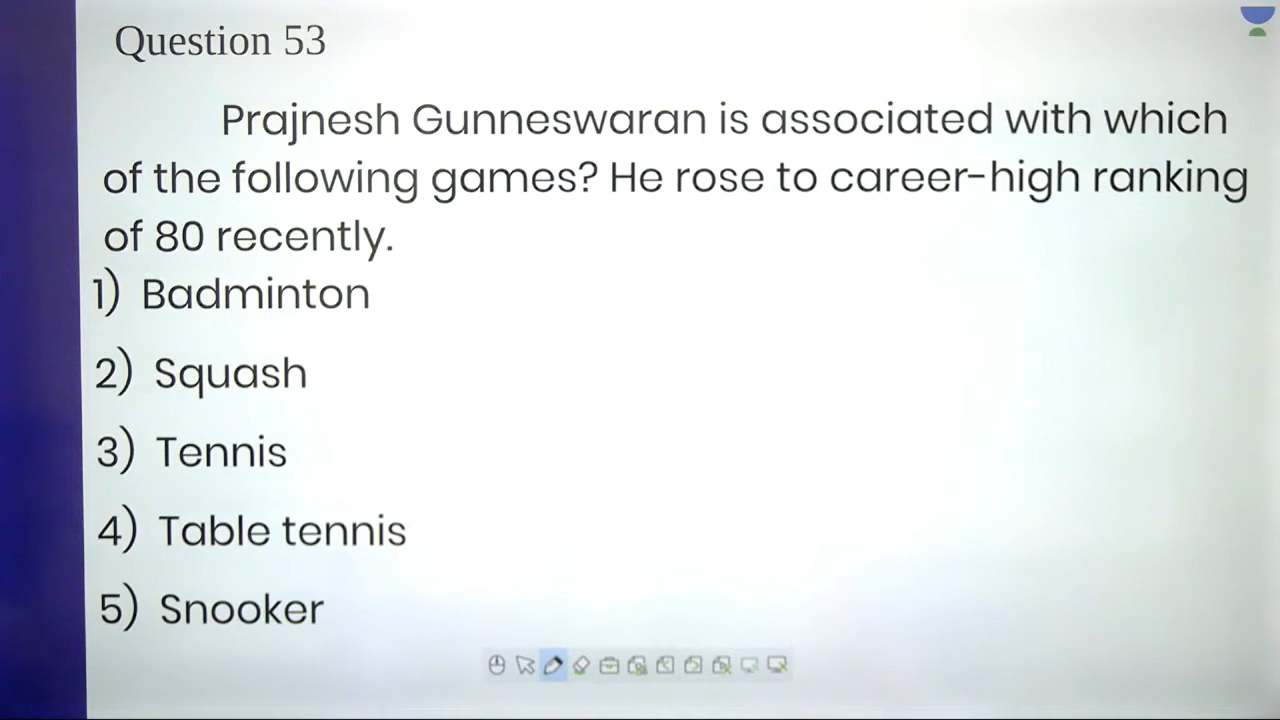 Question 53
Prajnesh Gunneswaran is associated with which
of the following games? He rose to career-high ranking
of 80 recently.
1) Badminton
2) Squash
3) Tennis
4) Table tennis
5) Snooker